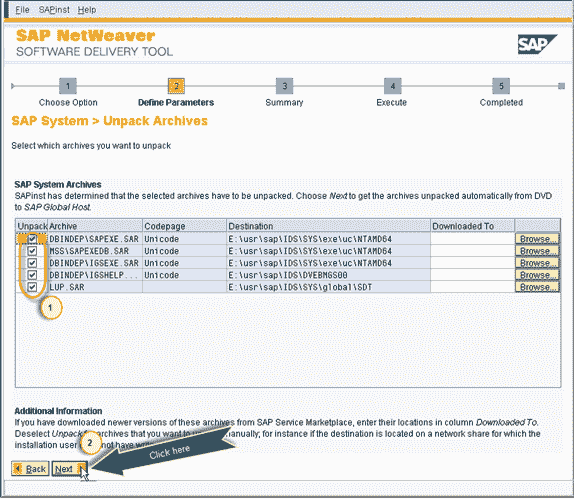 File SAPinst Help
SAP NetWeaver
SOFTWARE DELIVERY TOOL
SAP
1 2 3 4 5
Choose Option Define Parameters Summary Execute Completed
SAP System > Unpack Archives
Select which archives you want to unpack
SAP System Archives
SAPinst has determined that the selected archives have to be unpacked. Choose Next to get the archives unpacked automatically from DVD
to SAP Global Host.
Unpack Archive Codepage Destination Downloaded To
DBINDEP\SAPEXE.SAR Unicode E:\usr\sap\IDS\SYS\exe\uc\NTAMD64 Browse...
MSS\SAPEXEDB.SAR Unicode E:\usr\sap\IDS\SYS\exe\uc\NTAMD64 Browse...
DBINDEP\IGSEXE.SAR Unicode E:\usr\sap\IDS\SYS\exe\uc\NTAMD64 Browse...
DBINDEP\IGSHELP... Unicode E:\usr\sap\IDS\DVEBMGS00 Browse...
LUP.SAR E:\usr\sap\IDS\SYS\global\SDT Browse...
1
Additional Information
If you have downloaded newer versions of these archives from SAP Service Marketplace, enter their locations in column Downloaded To.
Deselect Unpack archives that you want to manually; for instance if the destination is located on a network share for which the
installation user not have
2
Click here
Back Next